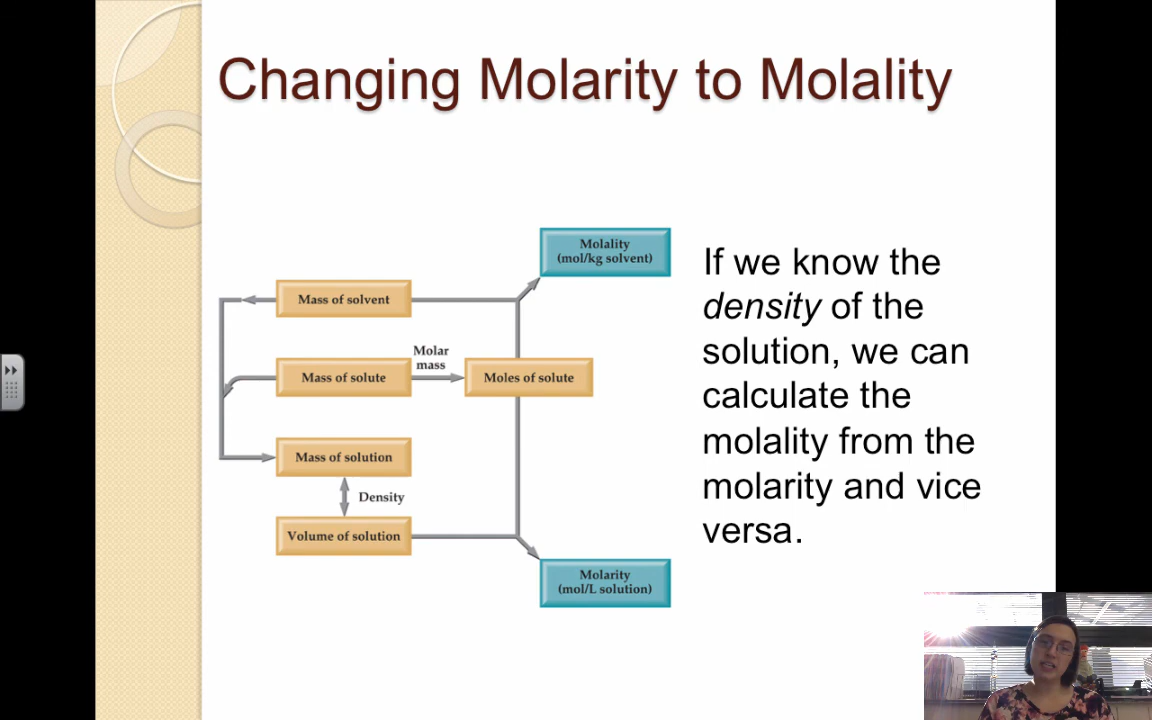 Changing Molarity to Molality
Molality
(mol/kg solvent)
Mass of solvent
Molar
mass
Mass of solute
Moles of solute
Mass of solution
Density
Volume of solution
Molarity
(mol/L solution)
If we know the
density of the
solution, we can
calculate the
molality from the
molarity and vice
versa.